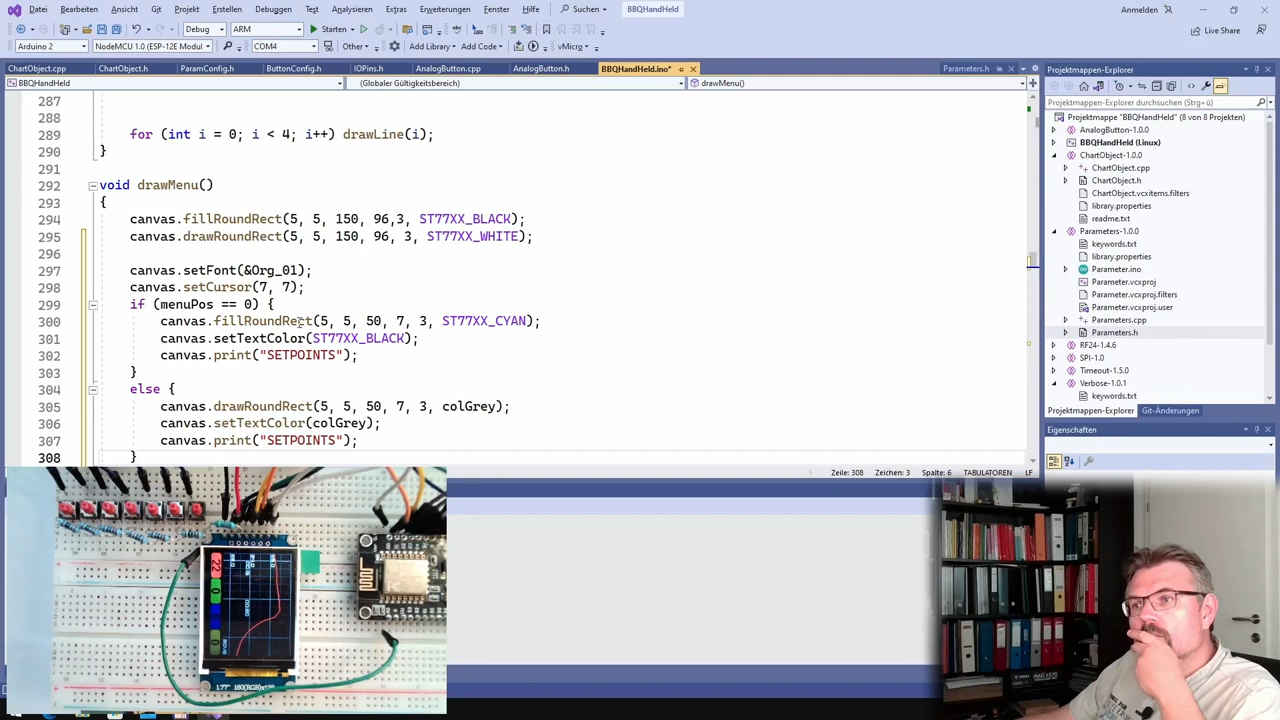 Datei Bearbeiten Ansicht Git Projekt Erstellen Debuggen Test Analysieren Extras Erweiterungen Fenster Hilfe Suchen BBQHandHeld Anmelden
Debug ARM Starten Live Share
Arduino 2 NodeMCU 1.0 (ESP-12E Modul) COM4 Other Add Library Add Code vMicro
ChartObject.cpp ChartObject.h ParamConfig.h ButtonConfig.h IOPins.h AnalogButton.cpp AnalogButton.h BBQHandHeld.ino* Parameters.h
BBQHandHeld (Globaler Gültigkeitsbereich) drawMenu()
287
288
289 for (int i = 0; i < 4; i++) drawLine(i);
290 }
291
292 void drawMenu()
293 {
294 canvas.fillRoundRect(5, 5, 150, 96,3, ST77XX_BLACK);
295 canvas.drawRoundRect(5, 5, 150, 96, 3, ST77XX_WHITE);
296
297 canvas.setFont(&Org_01);
298 canvas.setCursor(7, 7);
299 if (menuPos == 0) {
300 canvas.fillRoundRect(5, 5, 50, 7, 3, ST77XX_CYAN);
301 canvas.setTextColor(ST77XX_BLACK);
302 canvas.print("SETPOINTS");
303 }
304 else {
305 canvas.drawRoundRect(5, 5, 50, 7, 3, colGrey);
306 canvas.setTextColor(colGrey);
307 canvas.print("SETPOINTS");
308 }
Zeile: 308 Zeichen: 3 Spalte: 6 TABULATOREN LF
Projektmappen-Explorer
Projektmappen-Explorer durchsuchen (Strg+ü)
Projektmappe "BBQHandHeld" (8 von 8 Projekten)
AnalogButton-1.0.0
BBQHandHeld (Linux)
ChartObject-1.0.0
ChartObject.cpp
ChartObject.h
ChartObject.vcxitems.filters
library.properties
readme.txt
Parameters-1.0.0
keywords.txt
library.properties
Parameter.ino
Parameter.vcxproj
Parameter.vcxproj.filters
Parameter.vcxproj.user
Parameters.cpp
Parameters.h
RF24-1.4.6
SPI-1.0
Timeout-1.5.0
Verbose-1.0.1
keywords.txt
Projektmappen-Explorer Git-Änderungen
Eigenschaften
22
0
0